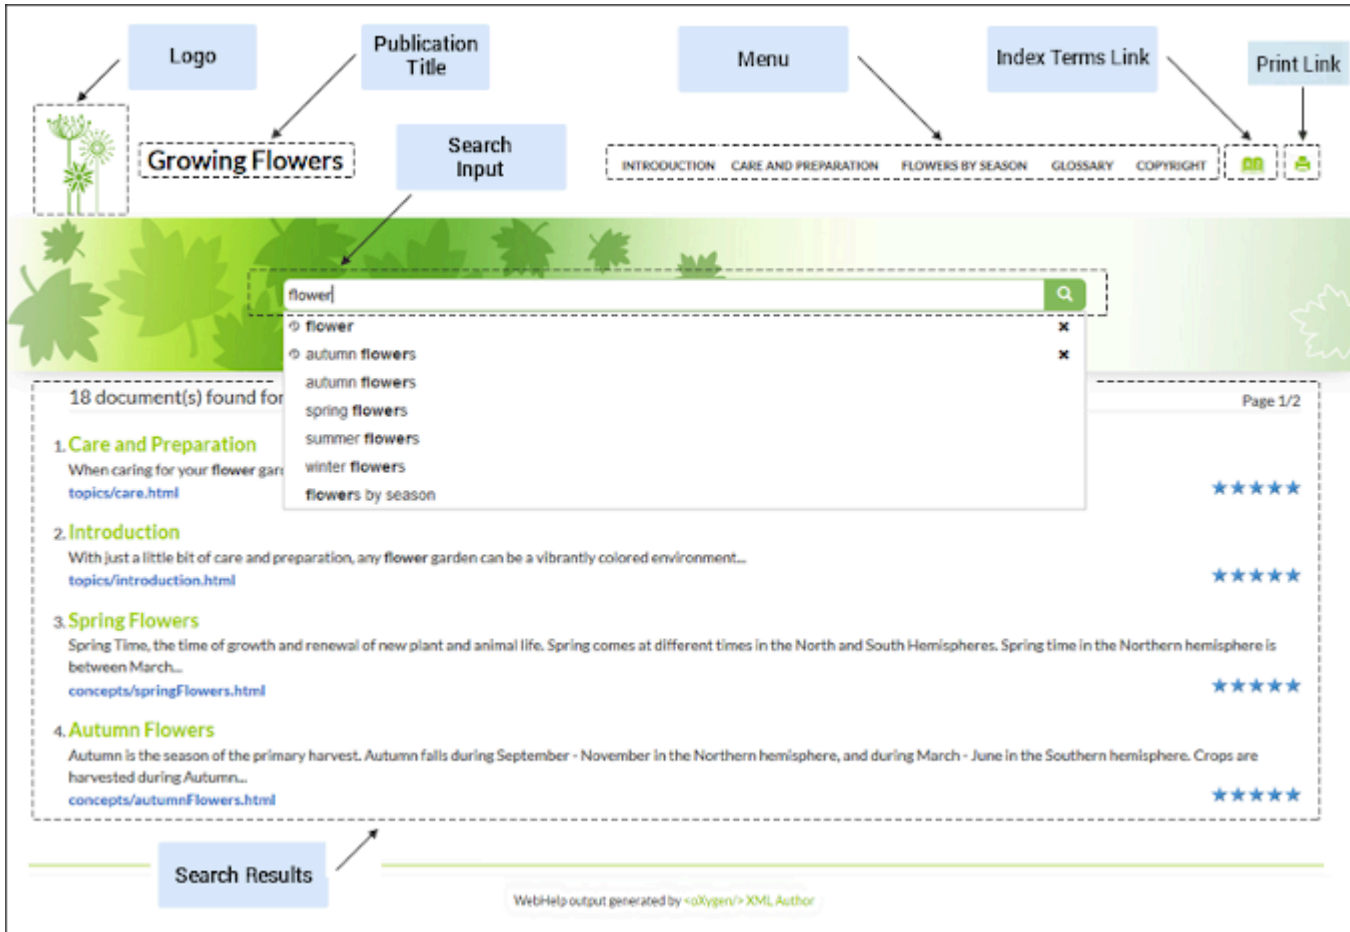 Logo
Publication
Title
Menu
Index Terms Link
Print Link
Search
Input
Growing Flowers
INTRODUCTION CARE AND PREPARATION FLOWERS BY SEASON GLOSSARY COPYRIGHT
flower
flower
autumn flowers
autumn flowers
spring flowers
summer flowers
winter flowers
flowers by season
18 document(s) found for
Page 1/2
1. Care and Preparation
When caring for your flower gard
topics/care.html
2. Introduction
With just a little bit of care and preparation, any flower garden can be a vibrantly colored environment...
topics/introduction.html
3. Spring Flowers
Spring Time, the time of growth and renewal of new plant and animal life. Spring comes at different times in the North and South Hemispheres. Spring time in the Northern hemisphere is
between March...
concepts/springFlowers.html
4. Autumn Flowers
Autumn is the season of the primary harvest. Autumn falls during September - November in the Northern hemisphere, and during March - June in the Southern hemisphere. Crops are
harvested during Autumn...
concepts/autumnFlowers.html
Search Results
WebHelp output generated by <oXygen/> XML Author